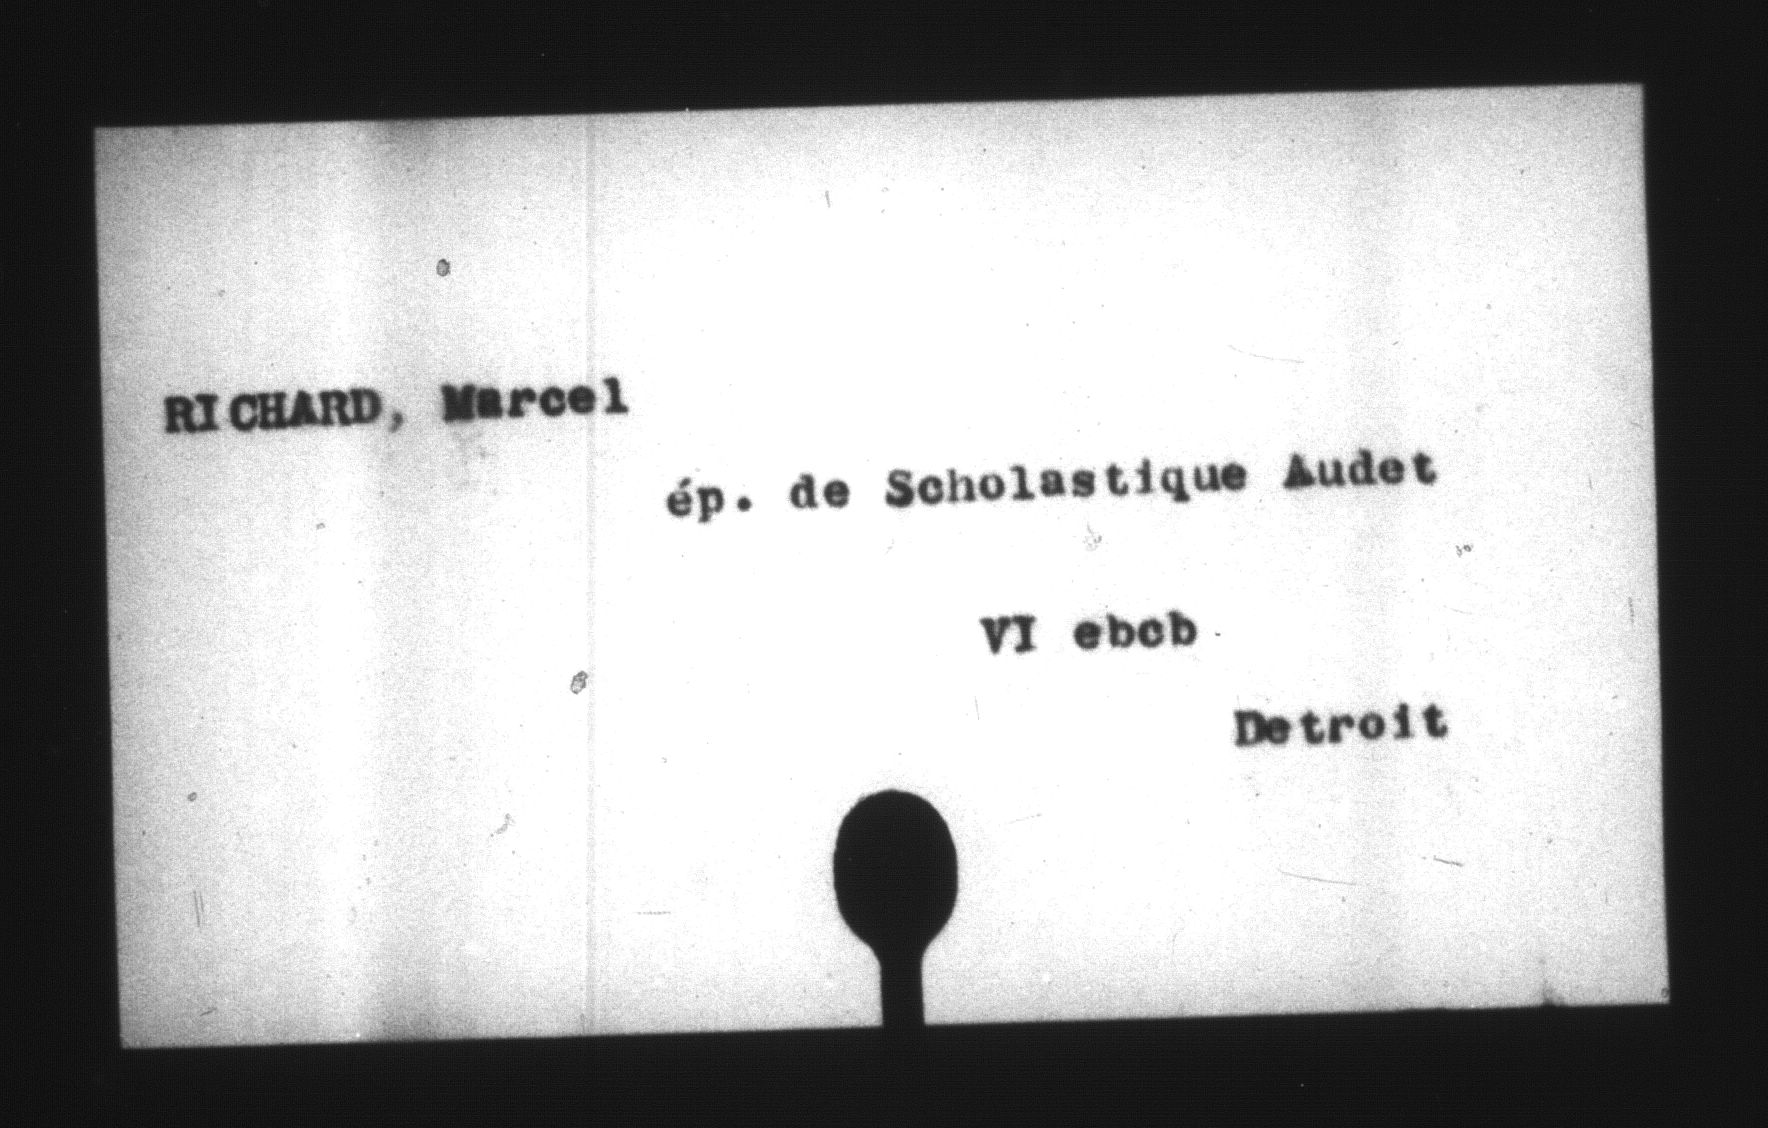 RICHARD, Marcel
ép. de Scholastique Audet
VI ebcb
Detroit